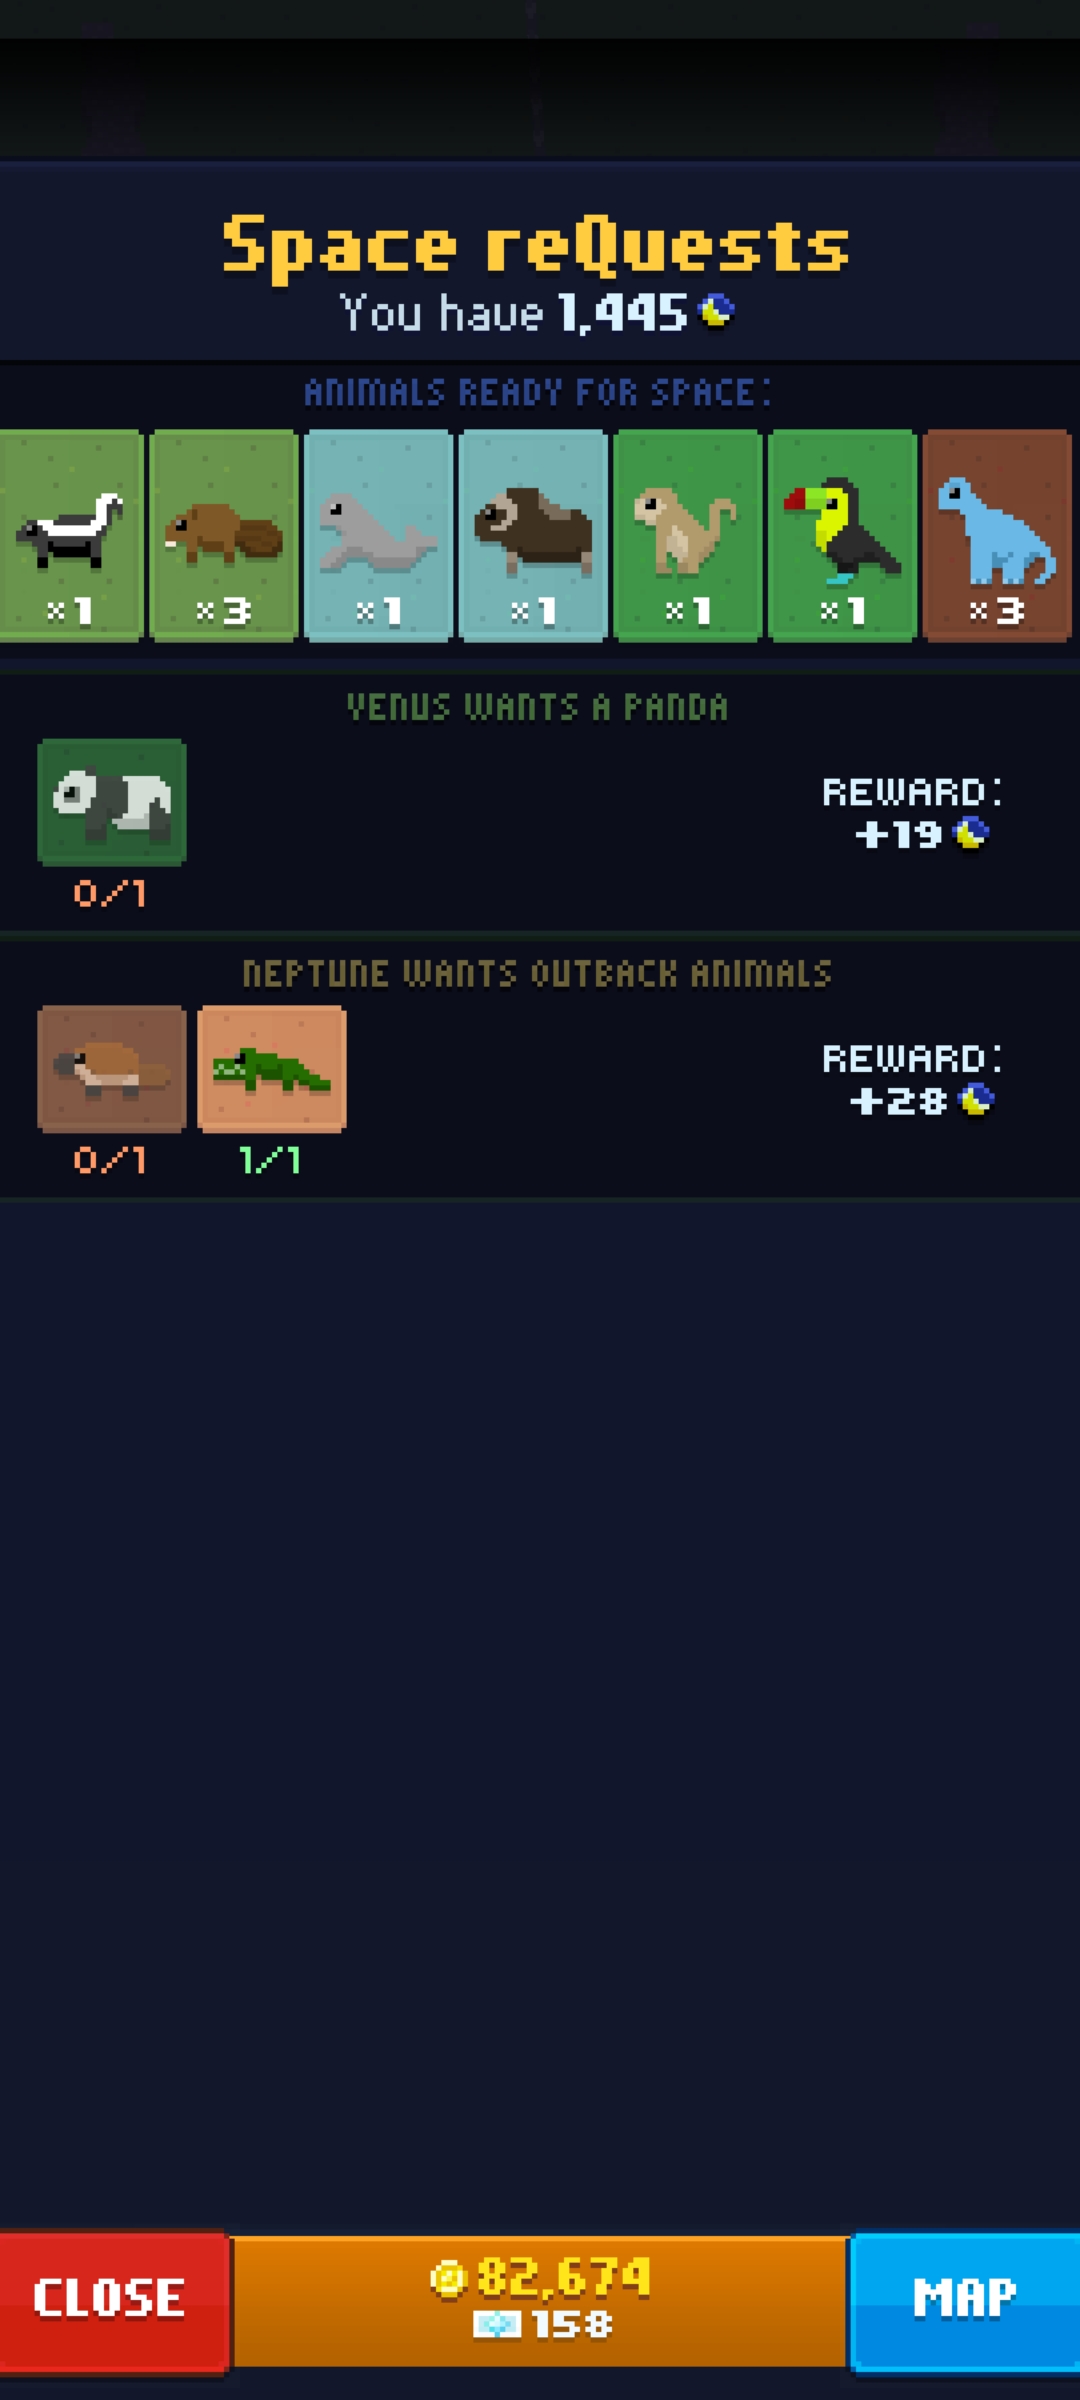 Space reQuests
You have 1,445
ANIMALS READY FOR SPACE:
×1 ×3 ×1 ×1 ×1 ×1 ×3
VENUS WANTS A PANDA
REWARD:
+19
0/1
NEPTUNE WANTS OUTBACK ANIMALS
REWARD:
+28
0/1 1/1
CLOSE
82,674
158
MAP